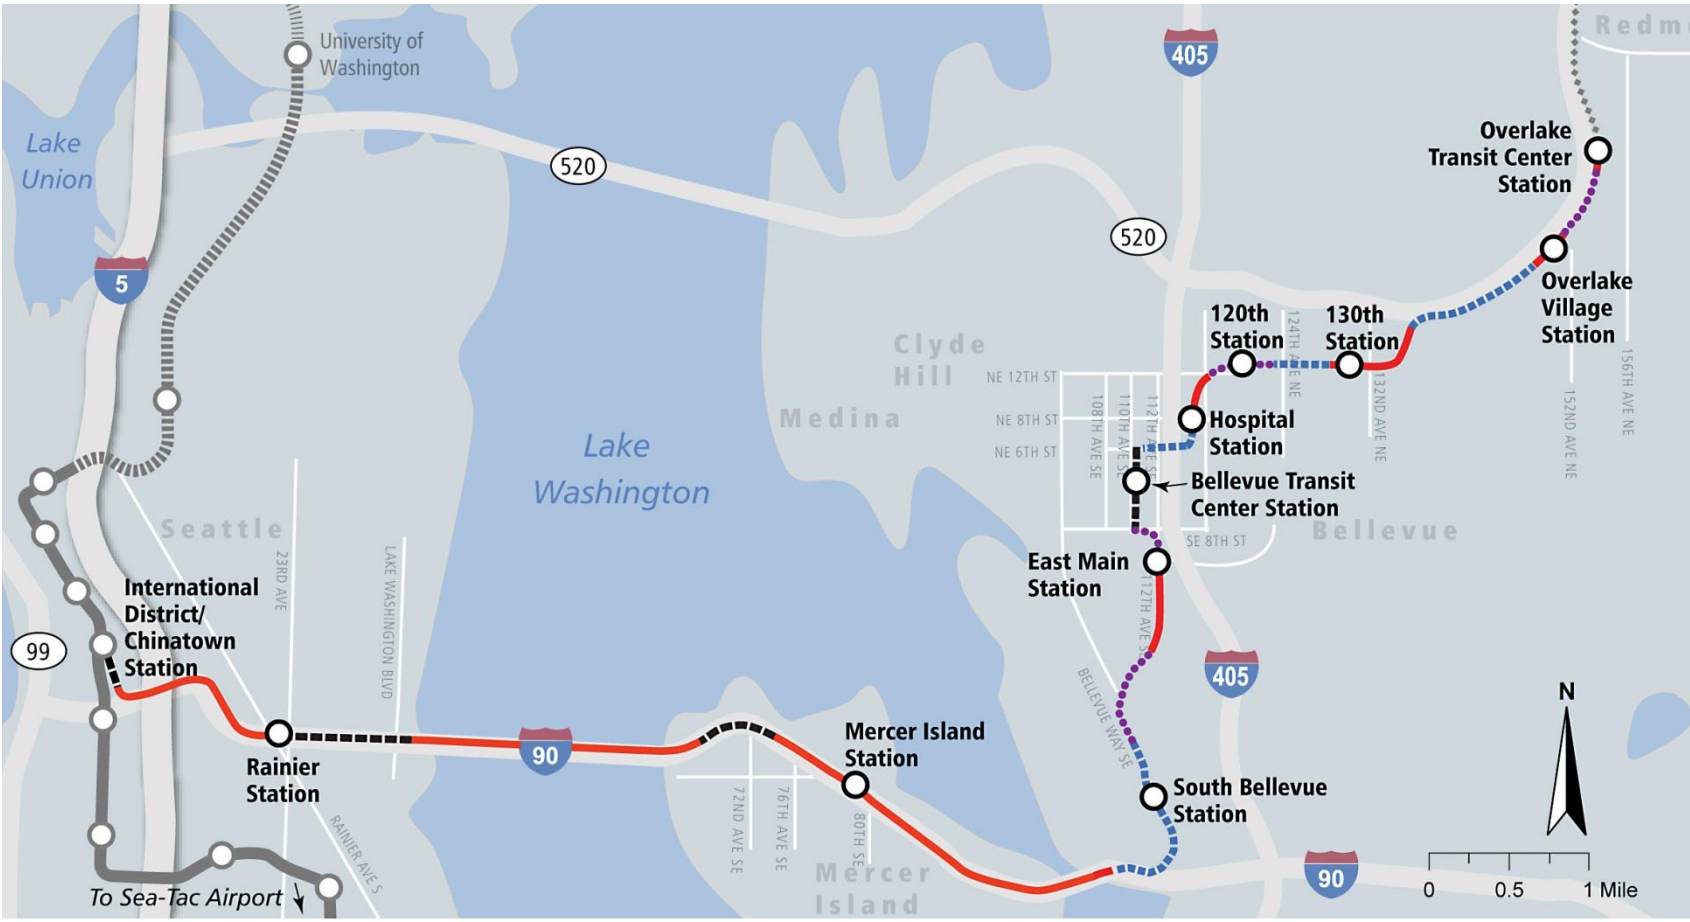 University of
Washington
405
Redm
Lake
Union
520
Overlake
Transit Center
Station
520
5
Overlake
Village
Station
120th
Station
130th
Station
124TH AVE NE
132ND AVE NE
152ND AVE NE
156TH AVE NE
Clyde
Hill
Medina
NE 12TH ST
NE 8TH ST
NE 6TH ST
108TH AVE SE
110TH AVE SE
112TH AVE SE
Hospital
Station
Lake
Washington
Bellevue Transit
Center Station
Bellevue
SE 8TH ST
East Main
Station
112TH AVE SE
Seattle
23RD AVE
LAKE WASHINGTON BLVD
International
District/
Chinatown
Station
99
405
BELLEVUE WAY SE
N
Rainier
Station
90
Mercer Island
Station
South Bellevue
Station
72ND AVE SE
76TH AVE SE
80TH SE
RAINIER AVE S
Mercer
Island
90
To Sea-Tac Airport
0 0.5 1 Mile